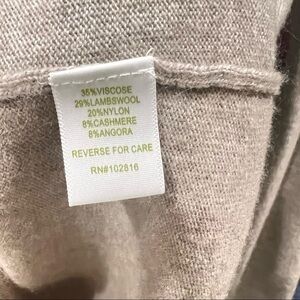 35%VISCOSE
29%LAMBSWOOL
20%NYLON
8%CASHMERE
8%ANGORA
REVERSE FOR CARE
RN#102816